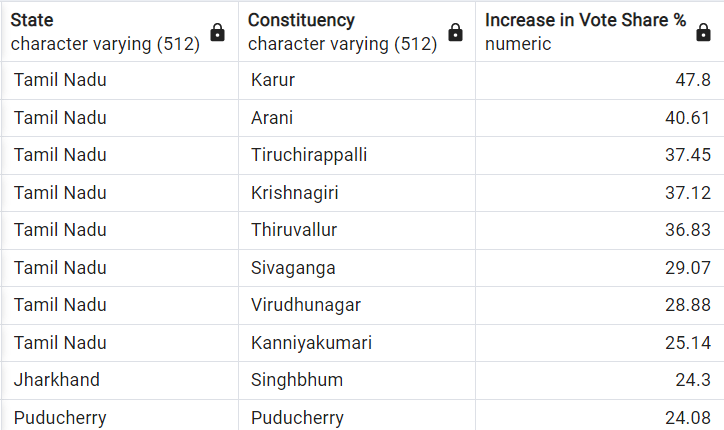 State Constituency Increase in Vote Share %
character varying (512) character varying (512) numeric
Tamil Nadu Karur 47.8
Tamil Nadu Arani 40.61
Tamil Nadu Tiruchirappalli 37.45
Tamil Nadu Krishnagiri 37.12
Tamil Nadu Thiruvallur 36.83
Tamil Nadu Sivaganga 29.07
Tamil Nadu Virudhunagar 28.88
Tamil Nadu Kanniyakumari 25.14
Jharkhand Singhbhum 24.3
Puducherry Puducherry 24.08